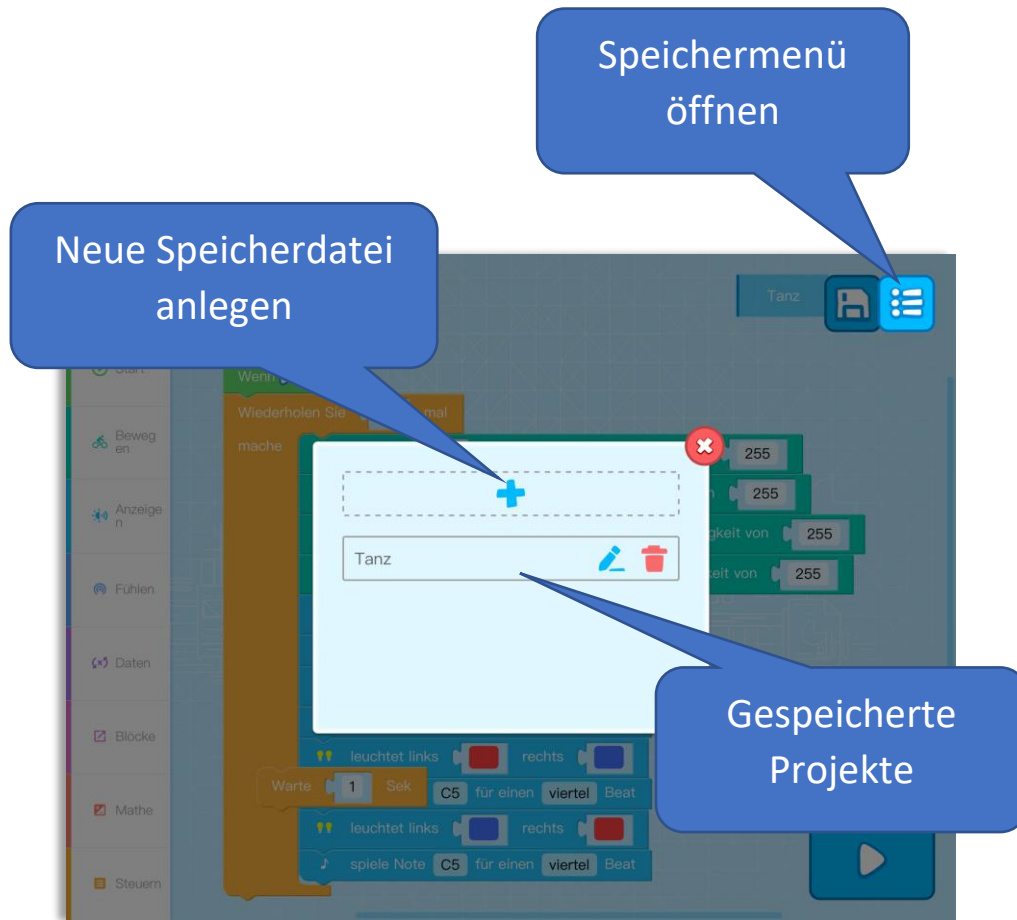 Speichermenü
öffnen
Neue Speicherdatei
anlegen
Tanz
Start
Wenn
Wiederholen Sie mal
Beweg
en
mache
255
255
Anzeige
n
gkeit von 255
Tanz
eit von 255
Fühlen
Daten
Gespeicherte
Projekte
Blöcke
leuchtet links rechts
Warte 1 Sek C5 für einen viertel Beat
Mathe
leuchtet links rechts
spiele Note C5 für einen viertel Beat
Steuern